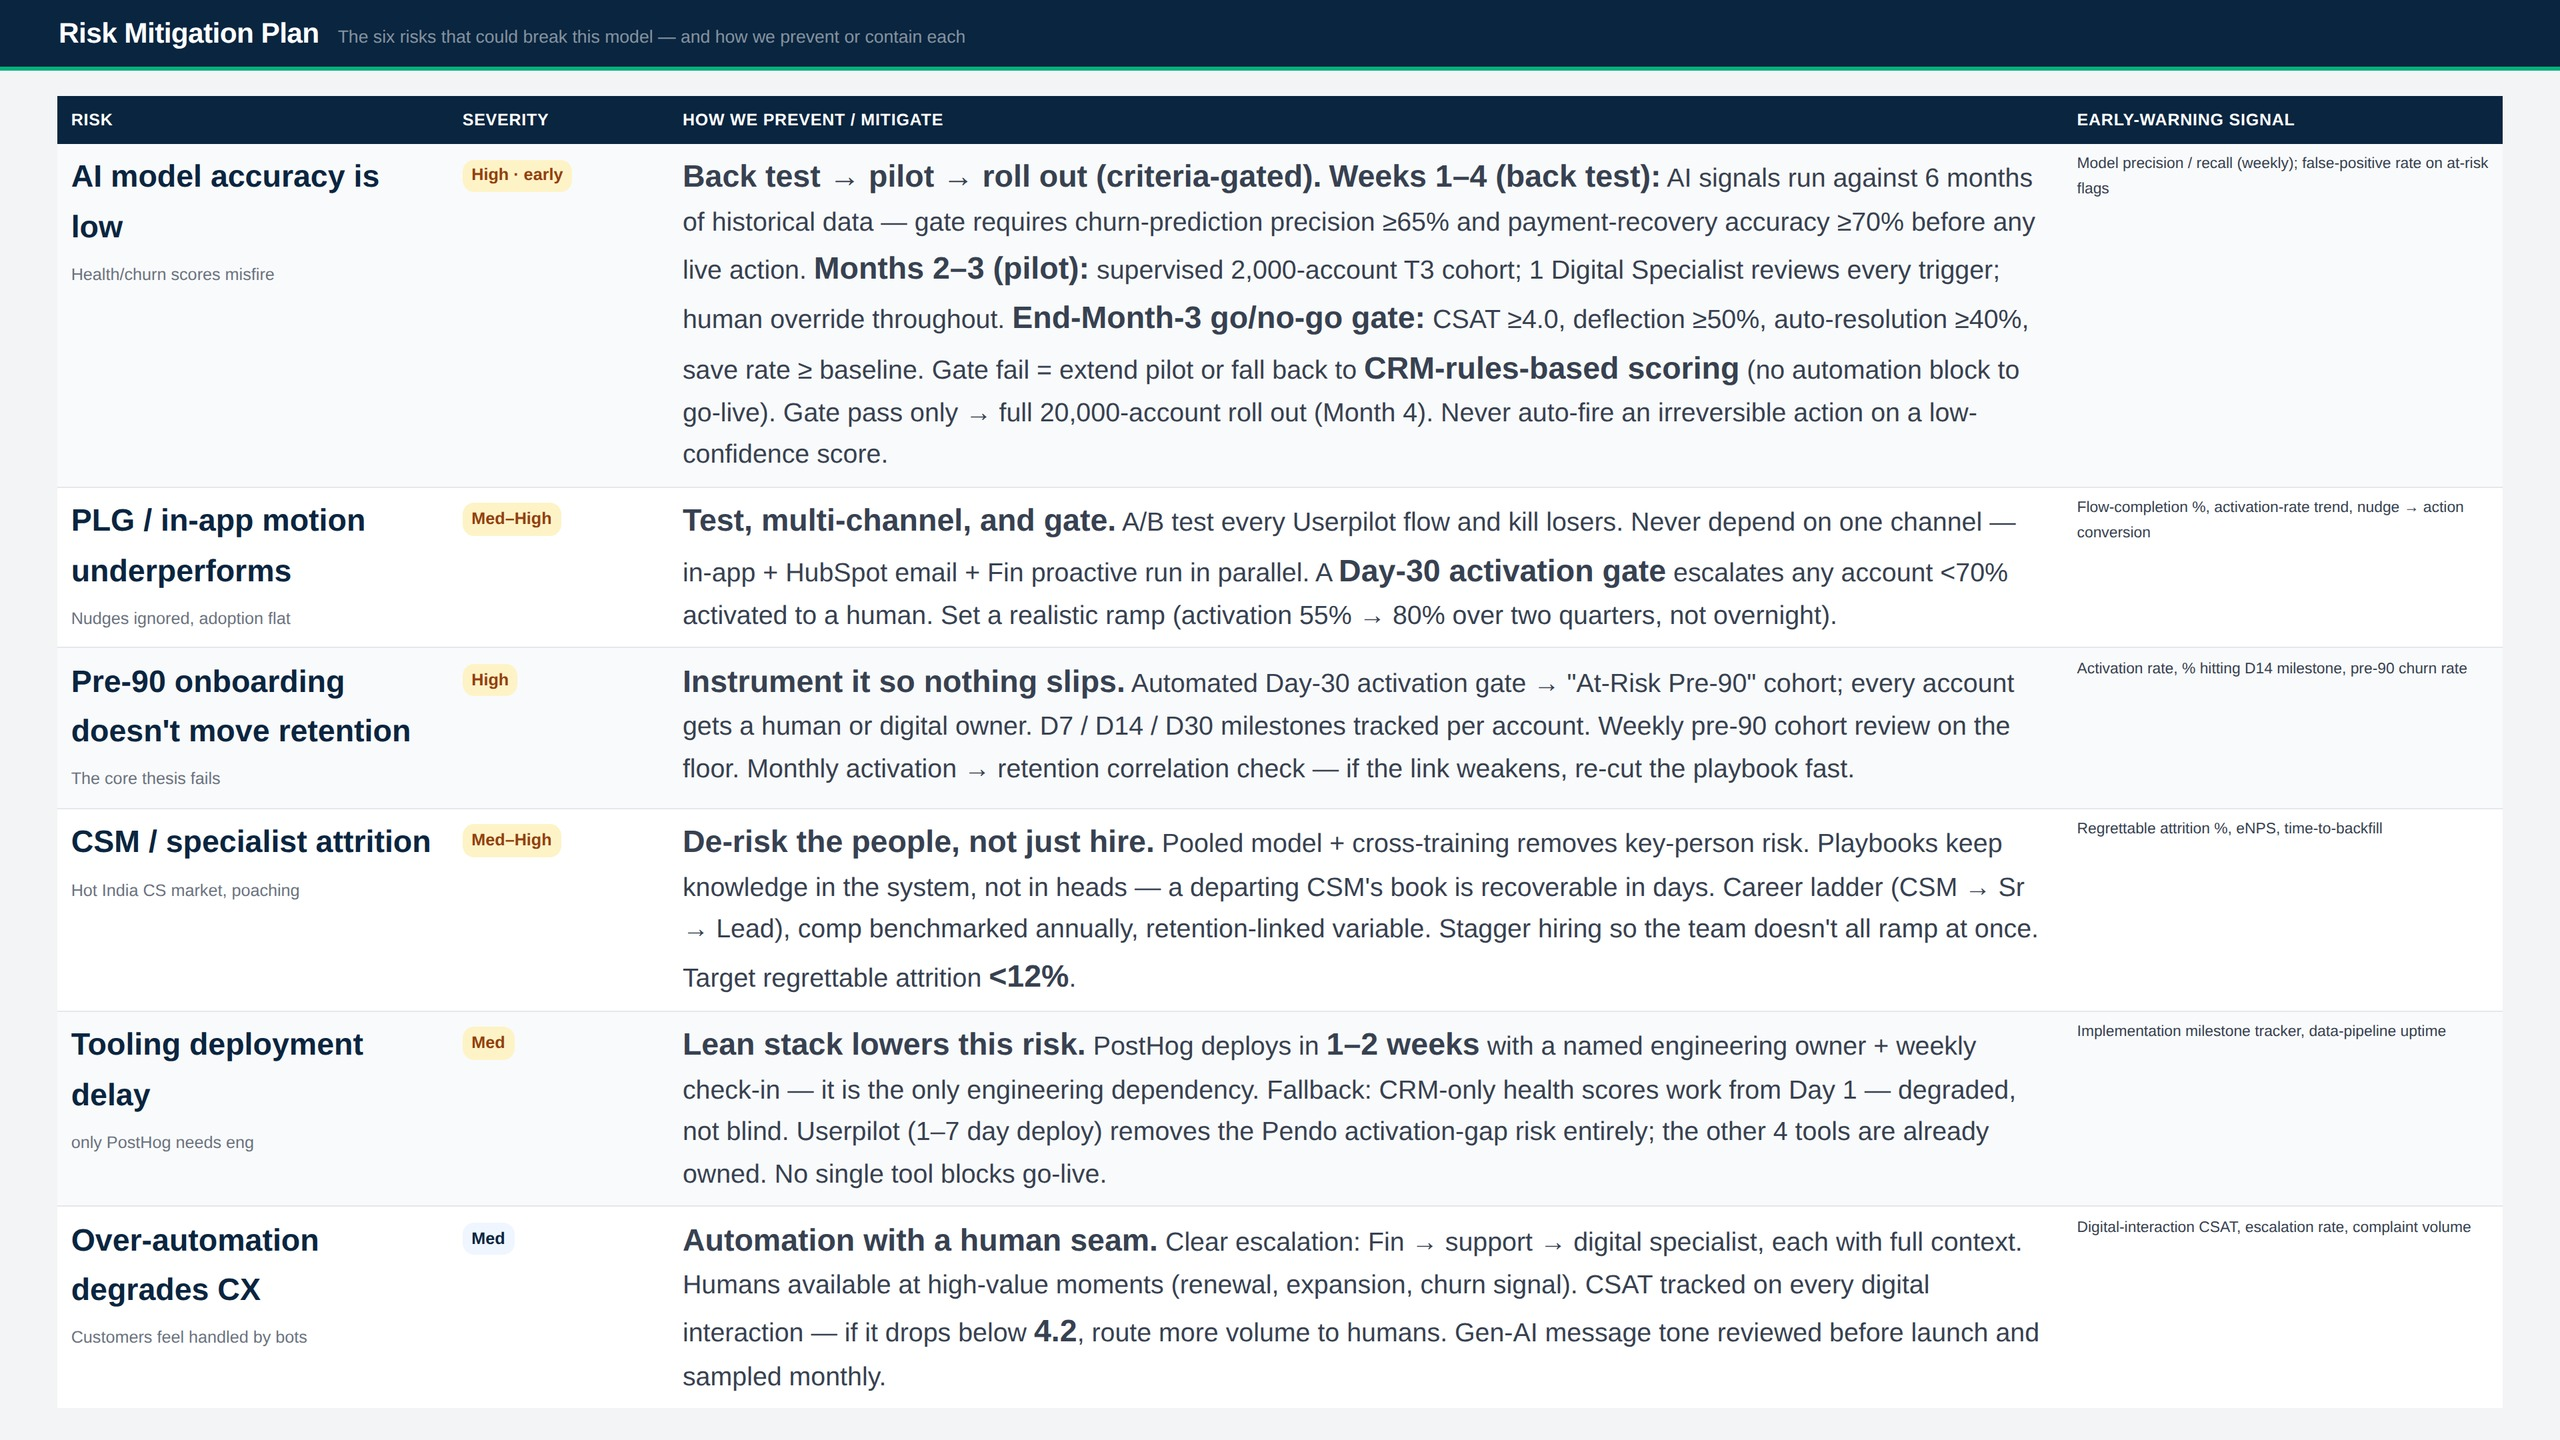 Risk Mitigation Plan The six risks that could break this model — and how we prevent or contain each
RISK SEVERITY HOW WE PREVENT / MITIGATE EARLY-WARNING SIGNAL
AI model accuracy is
low
Health/churn scores misfire
High · early
Back test → pilot → roll out (criteria-gated). Weeks 1–4 (back test): AI signals run against 6 months
of historical data — gate requires churn-prediction precision ≥65% and payment-recovery accuracy ≥70% before any
live action. Months 2–3 (pilot): supervised 2,000-account T3 cohort; 1 Digital Specialist reviews every trigger;
human override throughout. End-Month-3 go/no-go gate: CSAT ≥4.0, deflection ≥50%, auto-resolution ≥40%,
save rate ≥ baseline. Gate fail = extend pilot or fall back to CRM-rules-based scoring (no automation block to
go-live). Gate pass only → full 20,000-account roll out (Month 4). Never auto-fire an irreversible action on a low-
confidence score.
Model precision / recall (weekly); false-positive rate on at-risk
flags
PLG / in-app motion
underperforms
Nudges ignored, adoption flat
Med–High
Test, multi-channel, and gate. A/B test every Userpilot flow and kill losers. Never depend on one channel —
in-app + HubSpot email + Fin proactive run in parallel. A Day-30 activation gate escalates any account <70%
activated to a human. Set a realistic ramp (activation 55% → 80% over two quarters, not overnight).
Flow-completion %, activation-rate trend, nudge → action
conversion
Pre-90 onboarding
doesn't move retention
The core thesis fails
High
Instrument it so nothing slips. Automated Day-30 activation gate → "At-Risk Pre-90" cohort; every account
gets a human or digital owner. D7 / D14 / D30 milestones tracked per account. Weekly pre-90 cohort review on the
floor. Monthly activation → retention correlation check — if the link weakens, re-cut the playbook fast.
Activation rate, % hitting D14 milestone, pre-90 churn rate
CSM / specialist attrition
Hot India CS market, poaching
Med–High
De-risk the people, not just hire. Pooled model + cross-training removes key-person risk. Playbooks keep
knowledge in the system, not in heads — a departing CSM's book is recoverable in days. Career ladder (CSM → Sr
→ Lead), comp benchmarked annually, retention-linked variable. Stagger hiring so the team doesn't all ramp at once.
Target regrettable attrition <12%.
Regrettable attrition %, eNPS, time-to-backfill
Tooling deployment
delay
only PostHog needs eng
Med
Lean stack lowers this risk. PostHog deploys in 1–2 weeks with a named engineering owner + weekly
check-in — it is the only engineering dependency. Fallback: CRM-only health scores work from Day 1 — degraded,
not blind. Userpilot (1–7 day deploy) removes the Pendo activation-gap risk entirely; the other 4 tools are already
owned. No single tool blocks go-live.
Implementation milestone tracker, data-pipeline uptime
Over-automation
degrades CX
Customers feel handled by bots
Med
Automation with a human seam. Clear escalation: Fin → support → digital specialist, each with full context.
Humans available at high-value moments (renewal, expansion, churn signal). CSAT tracked on every digital
interaction — if it drops below 4.2, route more volume to humans. Gen-AI message tone reviewed before launch and
sampled monthly.
Digital-interaction CSAT, escalation rate, complaint volume